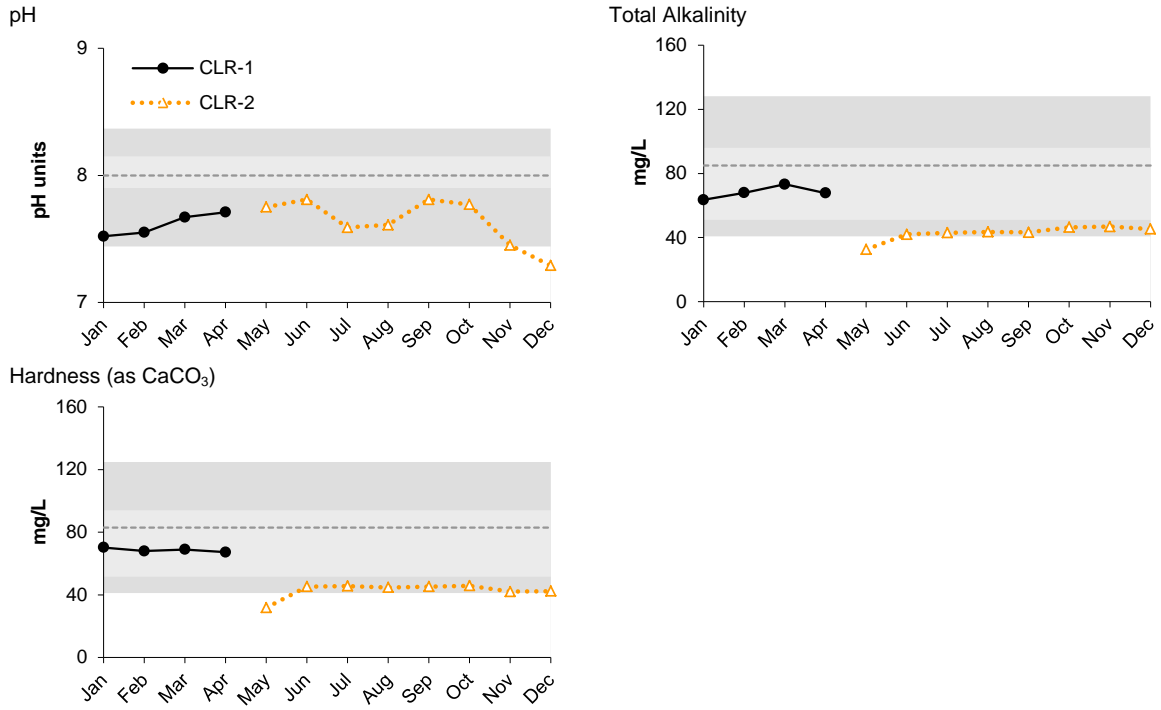 pH
9
8
7
pH units
CLR-1
CLR-2
Jan
Feb
Mar
Apr
May
Jun
Jul
Aug
Sep
Oct
Nov
Dec
Total Alkalinity
160
120
80
40
0
mg/L
Jan
Feb
Mar
Apr
May
Jun
Jul
Aug
Sep
Oct
Nov
Dec
Hardness (as CaCO₃)
160
120
80
40
0
mg/L
Jan
Feb
Mar
Apr
May
Jun
Jul
Aug
Sep
Oct
Nov
Dec